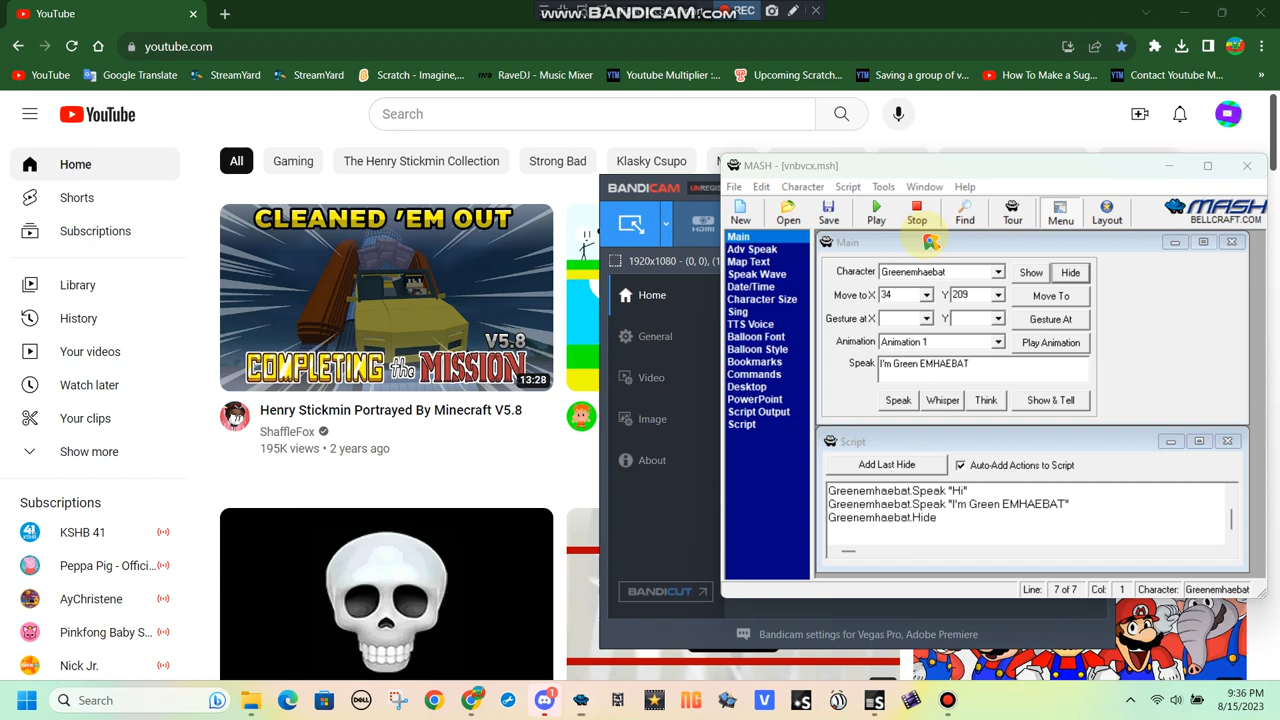 YouTube
www.BANDICAM.com
REC
youtube.com
YouTube
Google Translate
StreamYard
StreamYard
Scratch - Imagine,...
RaveDJ - Music Mixer
Youtube Multiplier :...
Upcoming Scratch...
Saving a group of v...
How To Make a Sug...
Contact Youtube M...
YouTube
Search
Home
Shorts
Subscriptions
Library
History
Your videos
Watch later
Your clips
Show more
Subscriptions
KSHB 41
Peppa Pig - Offici...
AyChristene
Pinkfong Baby S...
Nick Jr.
All
Gaming
The Henry Stickmin Collection
Strong Bad
Klasky Csupo
CLEANED 'EM OUT
V5.8
COMPLETING the MISSION
13:28
Henry Stickmin Portrayed By Minecraft V5.8
ShaffleFox
195K views • 2 years ago
BANDICAM
HDMI
1920x1080 - (0, 0), (1
Home
General
Video
Image
About
BANDICUT
Bandicam settings for Vegas Pro, Adobe Premiere
MASH - [vnbvcx.msh]
File Edit Character Script Tools Window Help
New Open Save Play Stop Find Tour Menu Layout
MASH
BELLCRAFT.COM
Main
Adv Speak
Map Text
Speak Wave
Date/Time
Character Size
Sing
TTS Voice
Balloon Font
Balloon Style
Bookmarks
Commands
Desktop
PowerPoint
Script Output
Script
Main
Character Greenemhaebat Show Hide
Move to X 34 Y 209 Move To
Gesture at X Y Gesture At
Animation Animation 1 Play Animation
Speak I'm Green EMHAEBAT
Speak Whisper Think Show & Tell
Script
Add Last Hide Auto-Add Actions to Script
Greenemhaebat.Speak "Hi"
Greenemhaebat.Speak "I'm Green EMHAEBAT"
Greenemhaebat.Hide
Line: 7 of 7 Col: 1 Character: Greenemhaebat
Search
DELL
NG
1
9:36 PM
8/15/2023